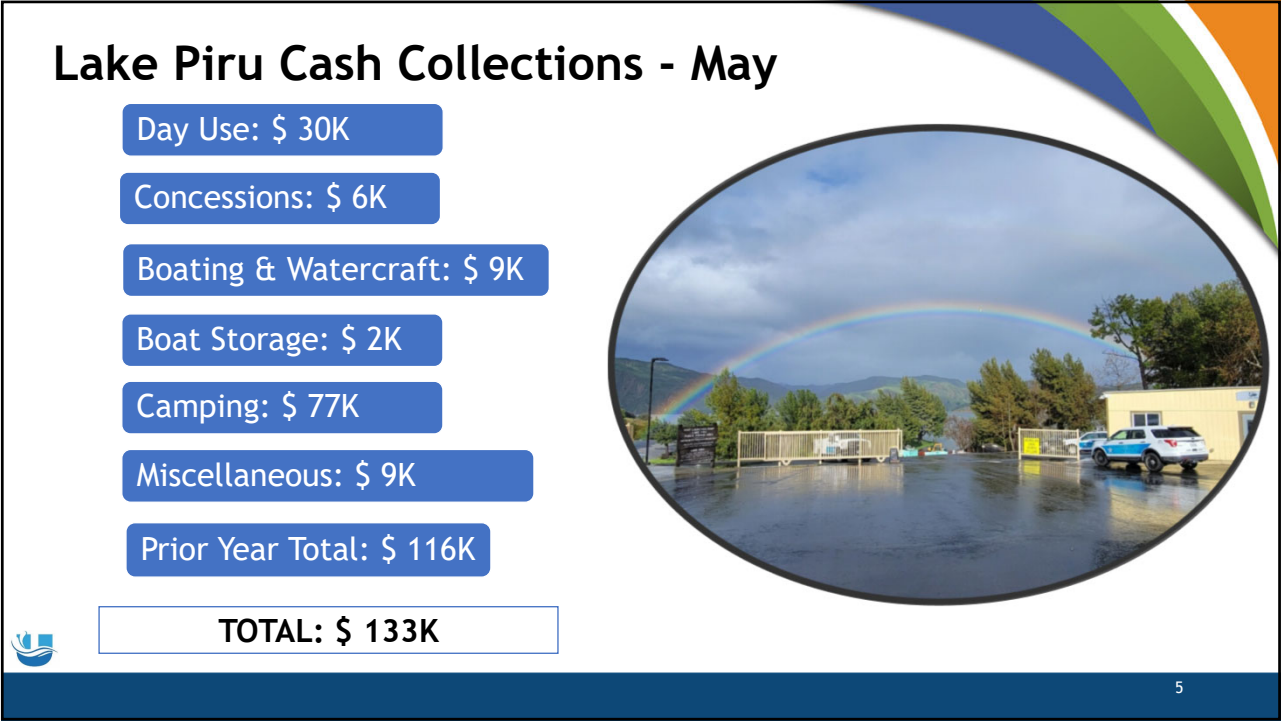 Lake Piru Cash Collections - May
Day Use: $ 30K
Concessions: $ 6K
Boating & Watercraft: $ 9K
Boat Storage: $ 2K
Camping: $ 77K
Miscellaneous: $ 9K
Prior Year Total: $ 116K
TOTAL: $ 133K
5